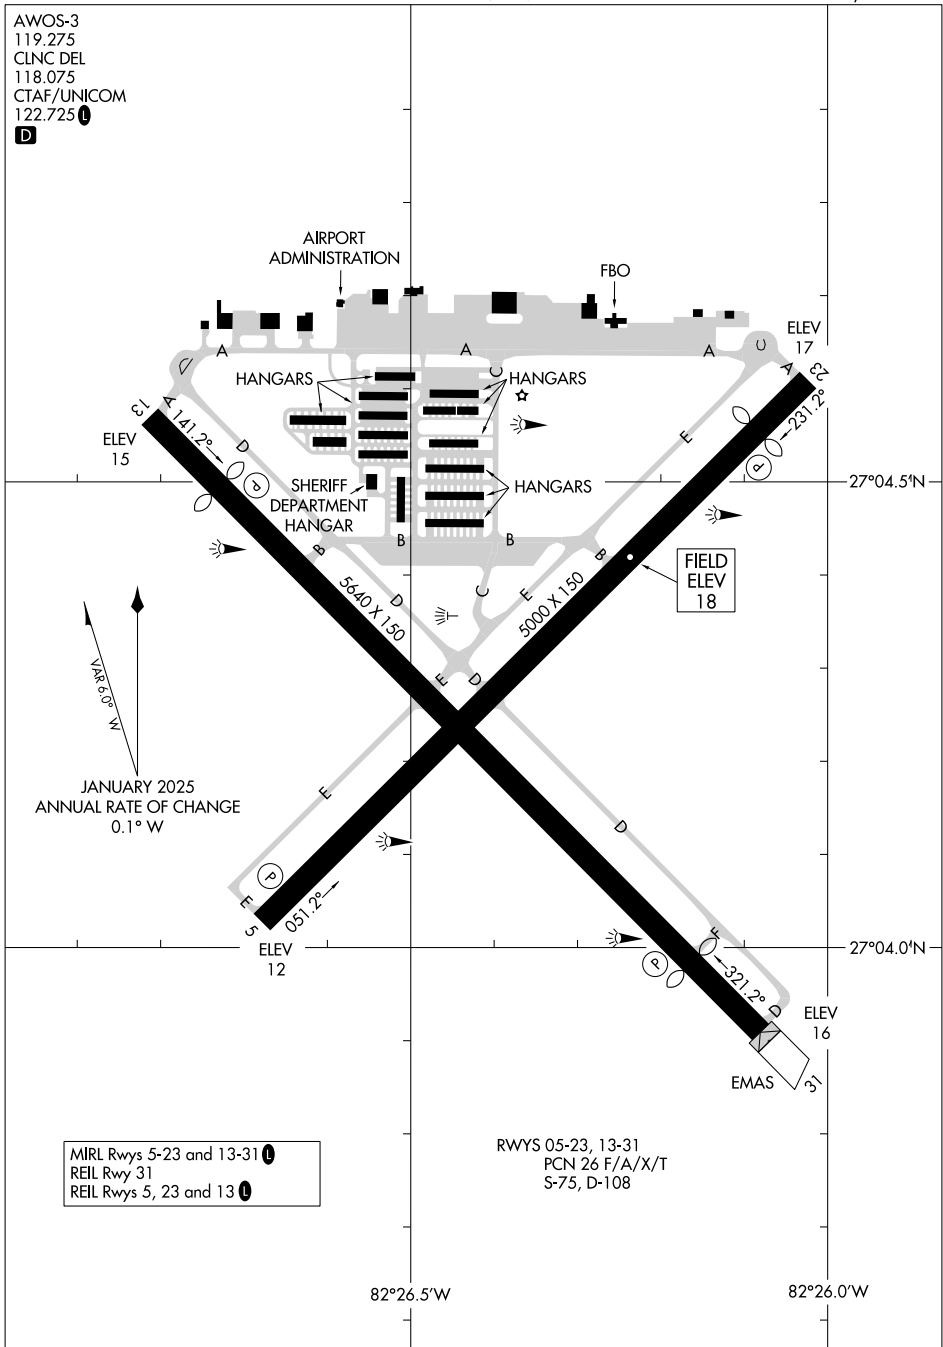 AWOS-3
119.275
CLNC DEL
118.075
CTAF/UNICOM
122.725 L
D
AIRPORT
ADMINISTRATION
FBO
ELEV
17
23
A
A
A
C
D
C
A
HANGARS
HANGARS
13
A
141.2°
231.2°
ELEV
15
D
E
P
P
SHERIFF
DEPARTMENT
HANGAR
HANGARS
27°04.5'N
B
B
B
B
FIELD
ELEV
18
5640 X 150
5000 X 150
D
C
E
VAR 6.0° W
E
D
JANUARY 2025
ANNUAL RATE OF CHANGE
0.1° W
E
D
P
E
051.2°
5
ELEV
12
F
27°04.0'N
P
321.2°
D
ELEV
16
EMAS
31
MIRL Rwys 5-23 and 13-31 L
REIL Rwy 31
REIL Rwys 5, 23 and 13 L
RWYS 05-23, 13-31
PCN 26 F/A/X/T
S-75, D-108
82°26.5'W
82°26.0'W